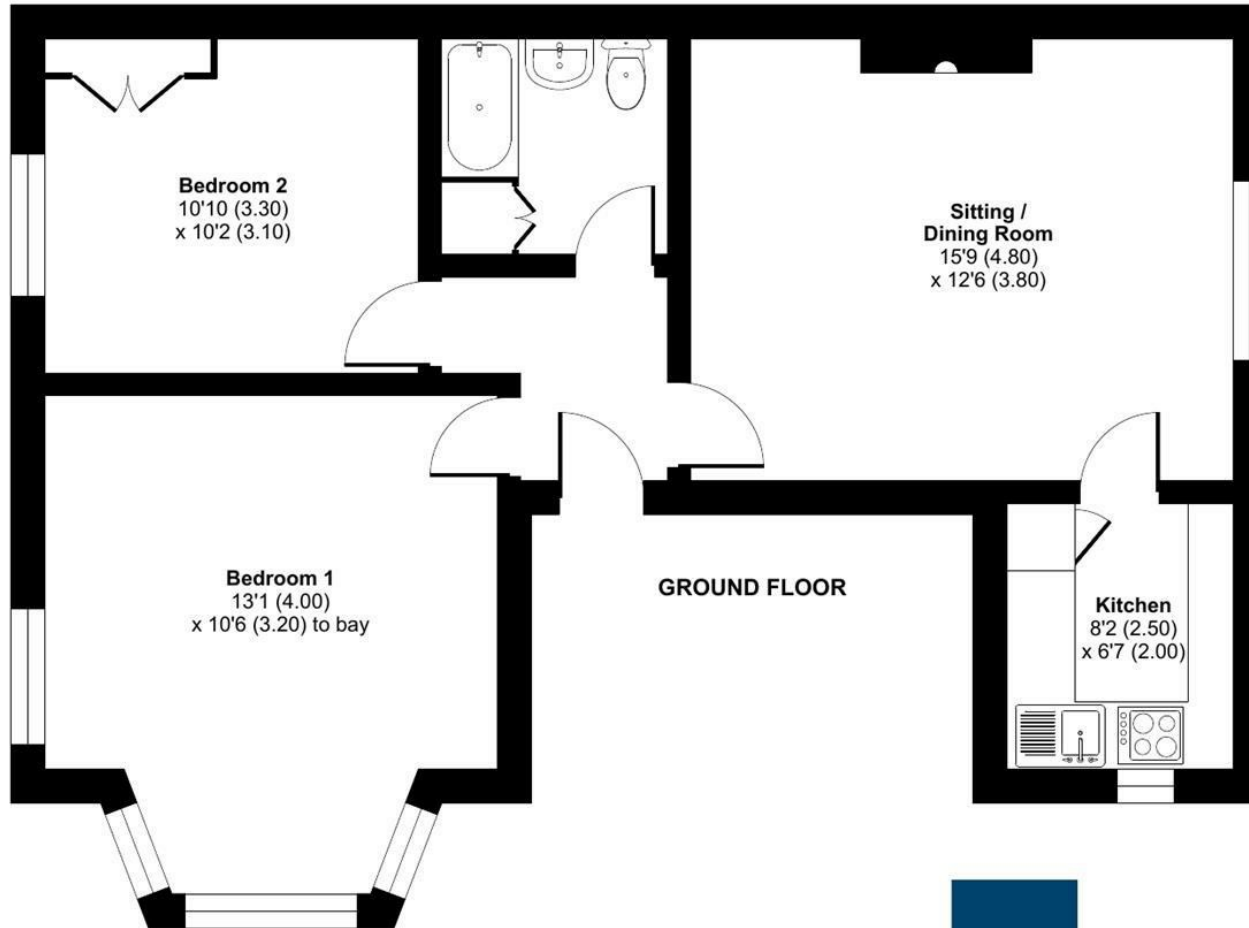 Bedroom 2
10'10 (3.30)
x 10'2 (3.10)
Sitting /
Dining Room
15'9 (4.80)
x 12'6 (3.80)
Bedroom 1
13'1 (4.00)
x 10'6 (3.20) to bay
GROUND FLOOR
Kitchen
8'2 (2.50)
x 6'7 (2.00)